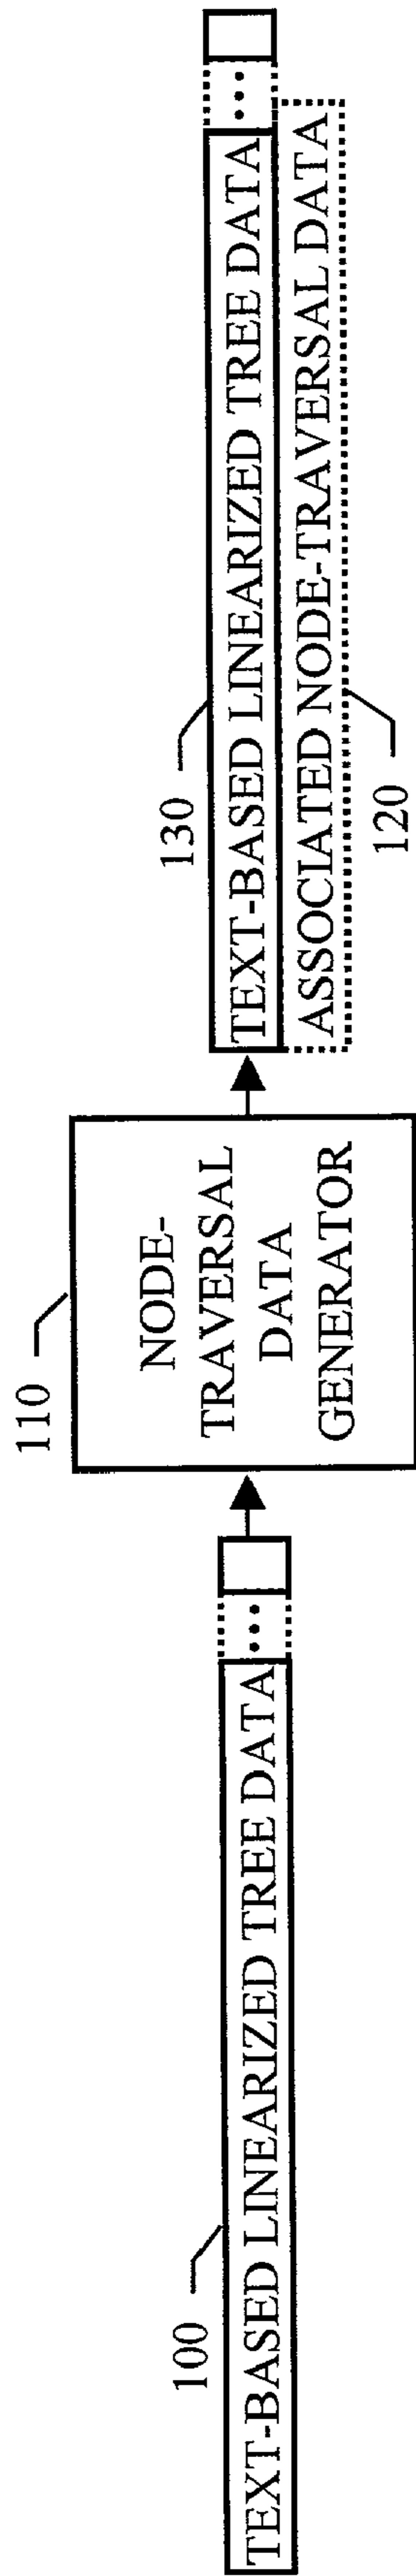 100
TEXT-BASED LINEARIZED TREE DATA
...
110
NODE-
TRAVERSAL
DATA
GENERATOR
130
TEXT-BASED LINEARIZED TREE DATA
...
ASSOCIATED NODE-TRAVERSAL DATA
120